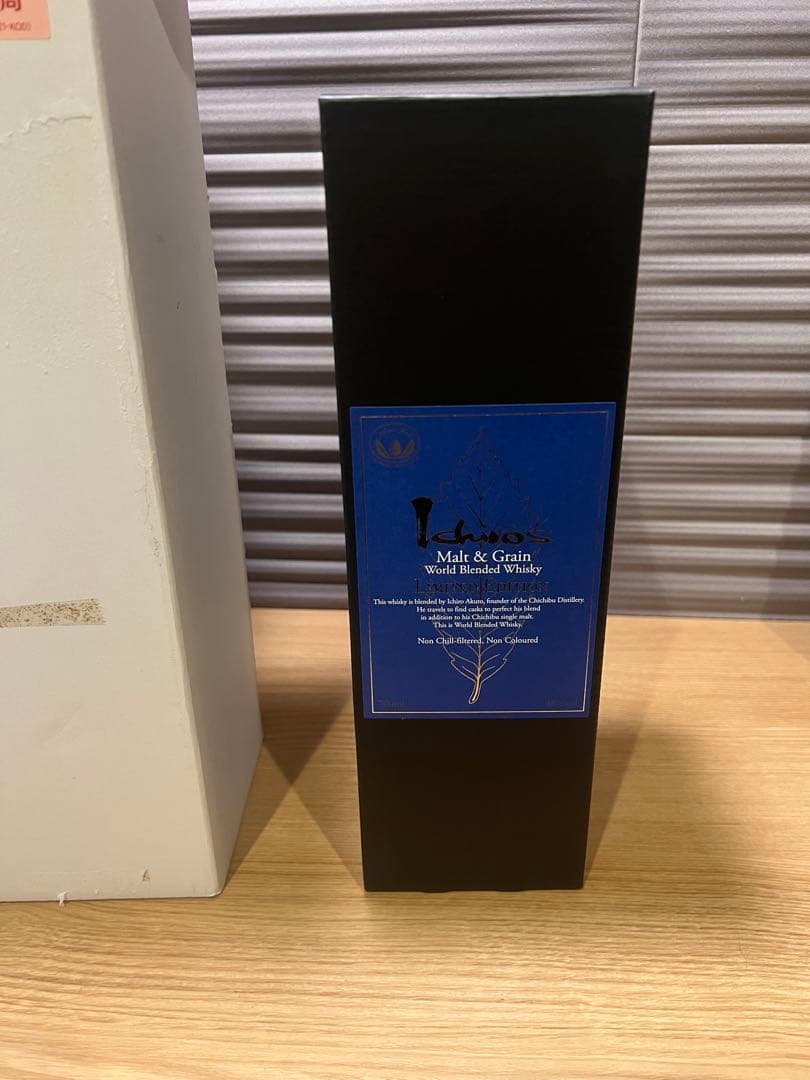 Ichiro's
Malt & Grain
World Blended Whisky
Limited Edition
This whisky is blended by Ichiro Akuto, founder of the Chichibu Distillery.
He travels to find casks to perfect his blend
in addition to his Chichibu single malt.
This is World Blended Whisky.
Non Chill-filtered, Non Coloured